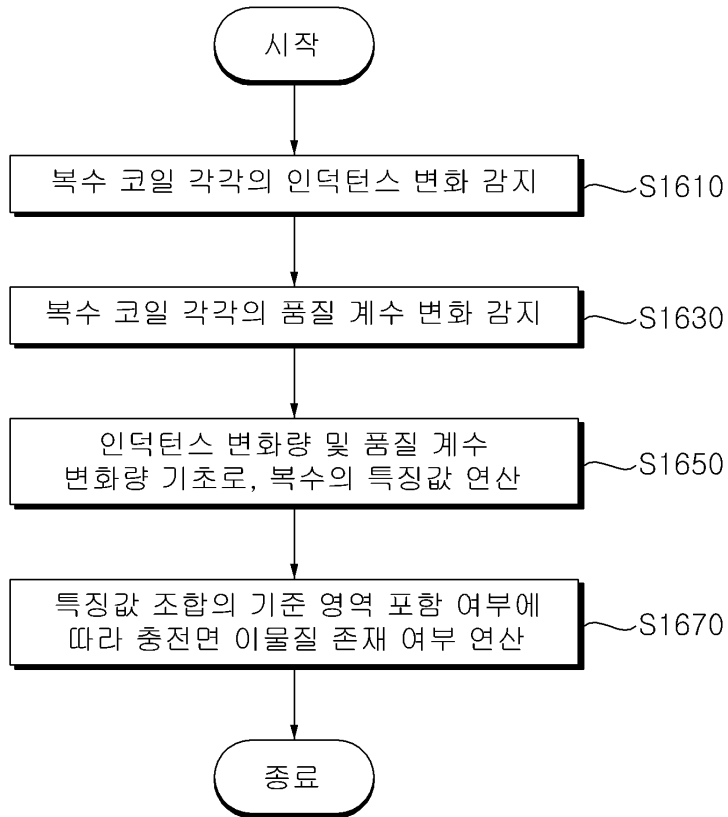 시작
복수 코일 각각의 인덕턴스 변화 감지
S1610
복수 코일 각각의 품질 계수 변화 감지
S1630
인덕턴스 변화량 및 품질 계수
변화량 기초로, 복수의 특징값 연산
S1650
특징값 조합의 기준 영역 포함 여부에
따라 충전면 이물질 존재 여부 연산
S1670
종료